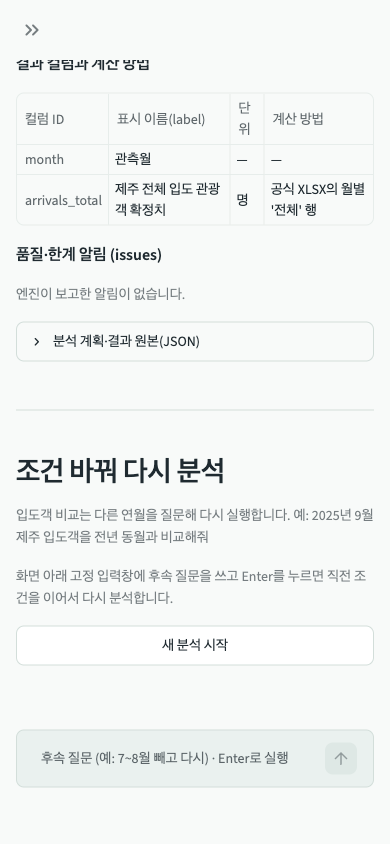 결과 컬럼과 계산 방법
컬럼 ID
표시 이름(label)
단
위
계산 방법
month
관측월
—
—
arrivals_total
제주 전체 입도 관광
객 확정치
명
공식 XLSX의 월별
'전체' 행
품질·한계 알림 (issues)
엔진이 보고한 알림이 없습니다.
분석 계획·결과 원본(JSON)
조건 바꿔 다시 분석
입도객 비교는 다른 연월을 질문해 다시 실행합니다. 예: 2025년 9월
제주 입도객을 전년 동월과 비교해줘
화면 아래 고정 입력창에 후속 질문을 쓰고 Enter를 누르면 직전 조
건을 이어서 다시 분석합니다.
새 분석 시작
후속 질문 (예: 7~8월 빼고 다시) · Enter로 실행